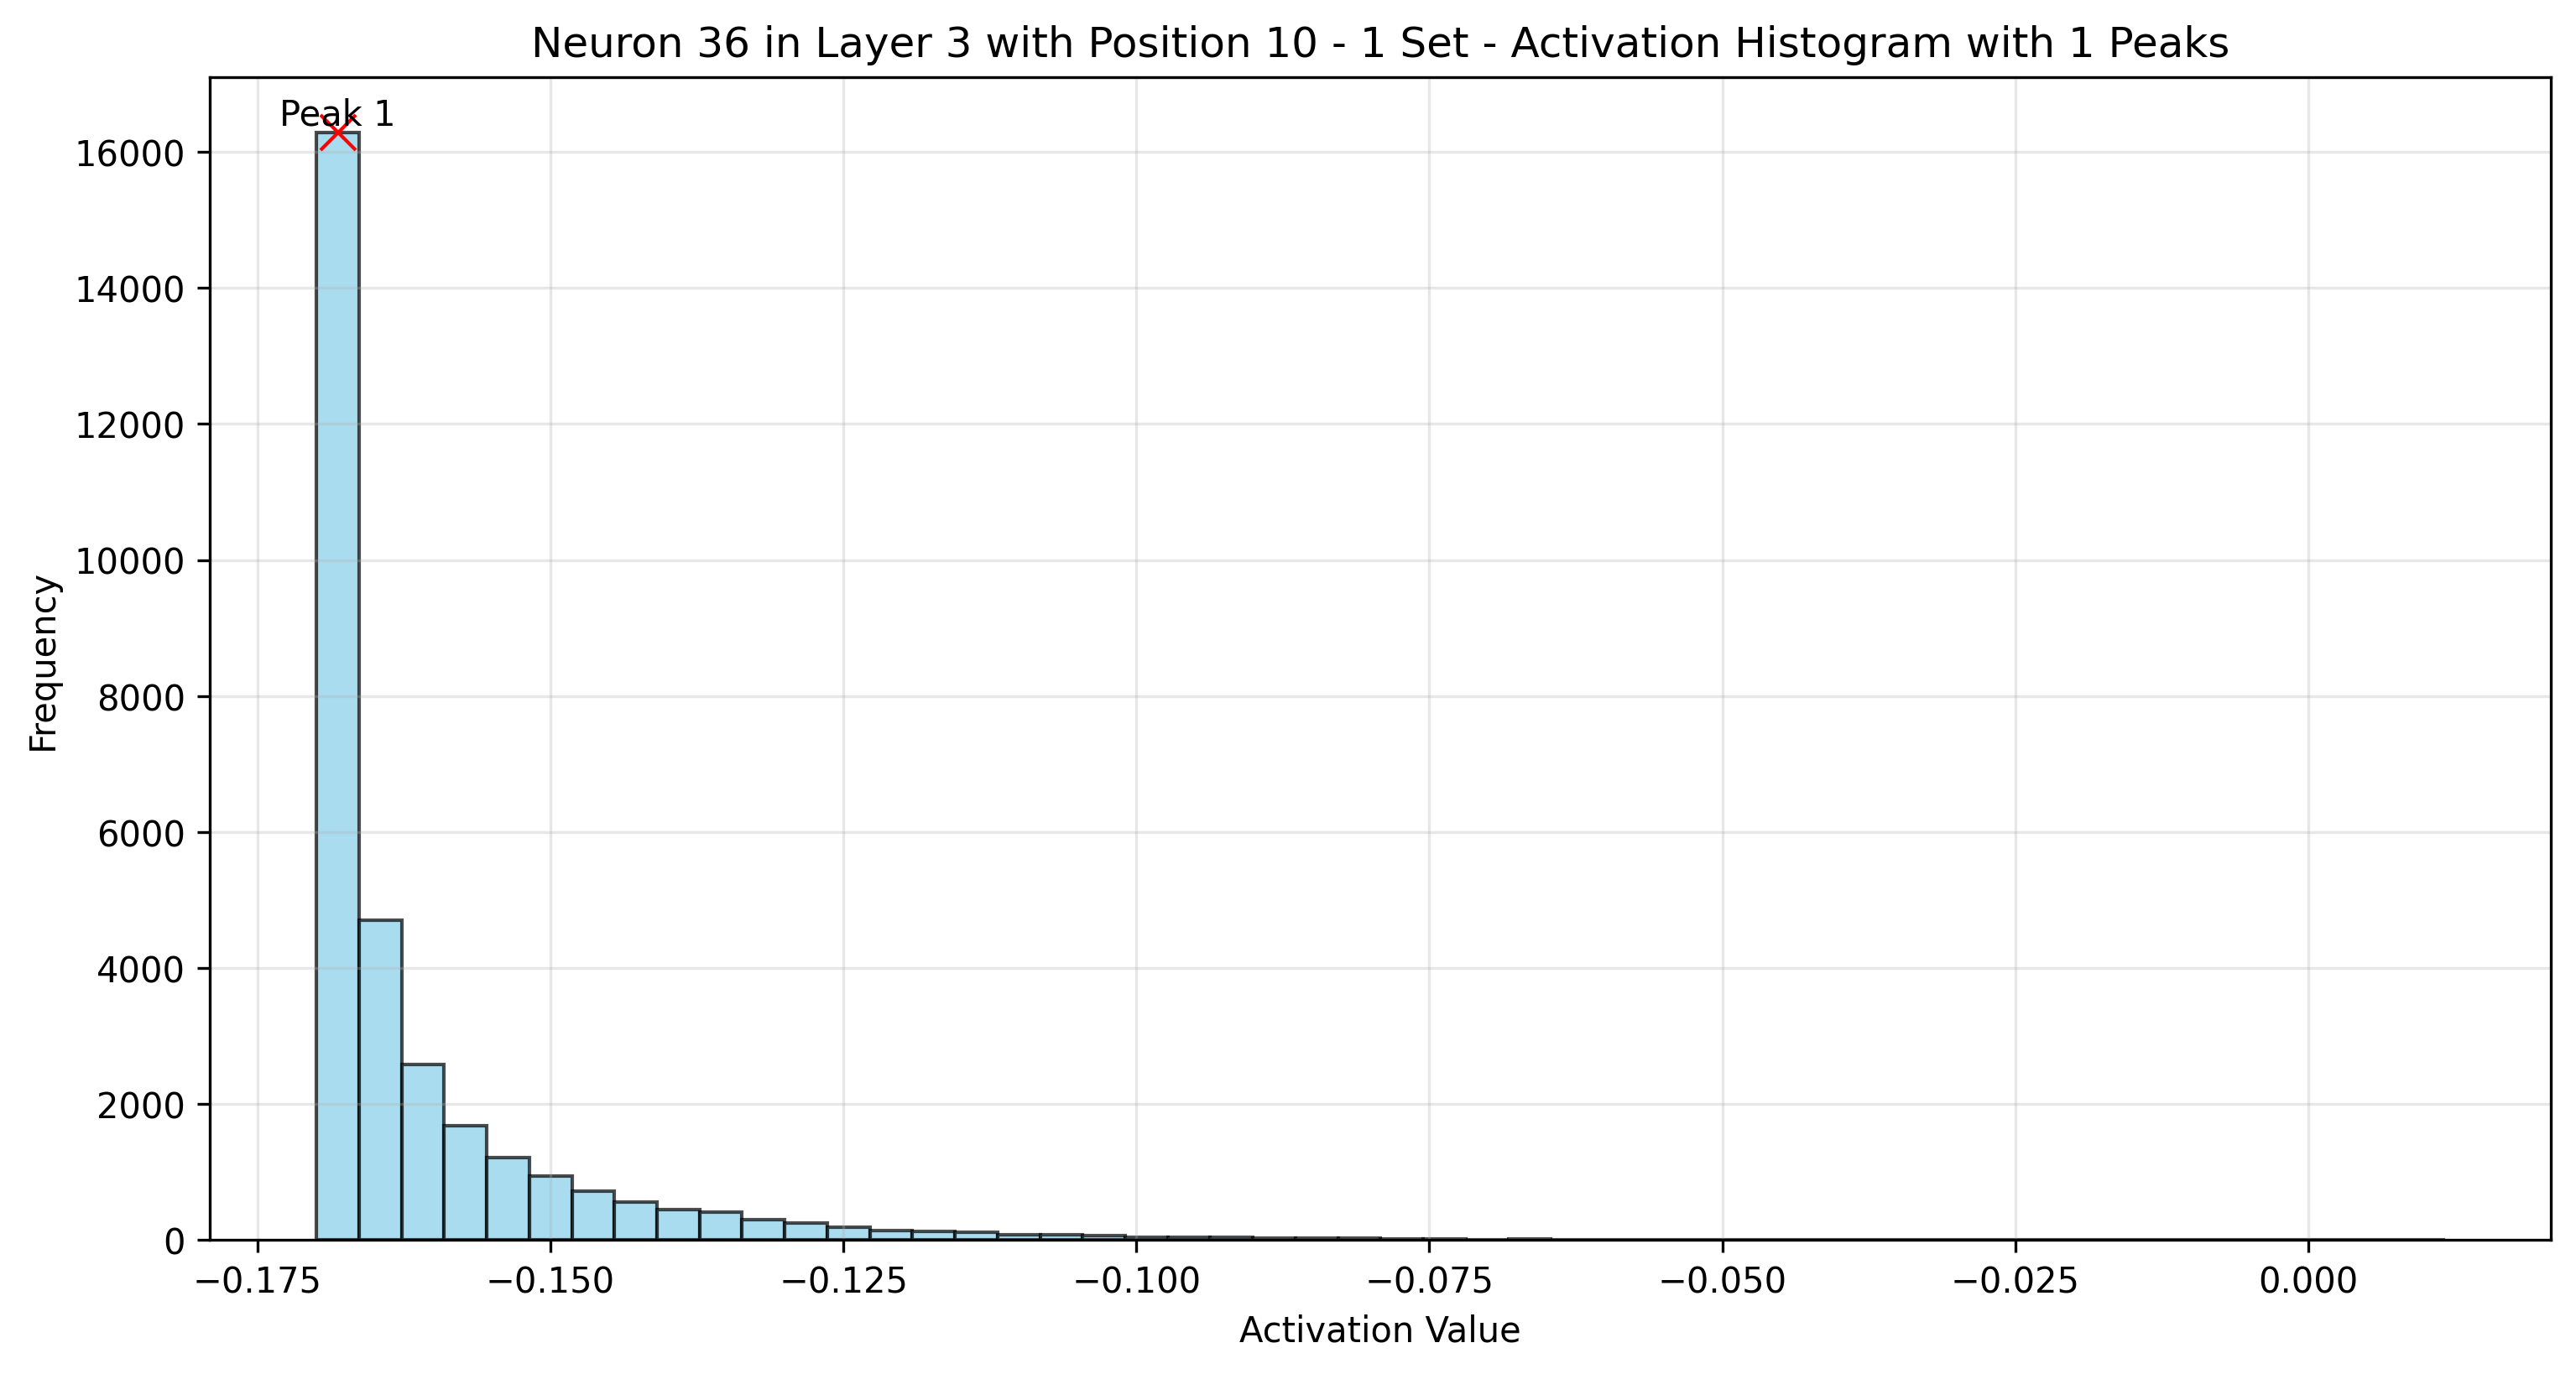 Neuron 36 in Layer 3 with Position 10 - 1 Set - Activation Histogram with 1 Peaks
Peak 1
16000
14000
12000
10000
8000
6000
4000
2000
0
Frequency
−0.175 −0.150 −0.125 −0.100 −0.075 −0.050 −0.025 0.000
Activation Value